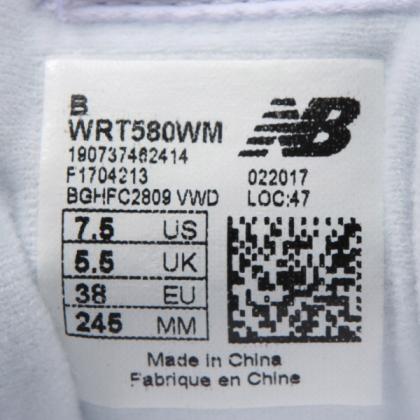 B
WRT580WM
NB
190737462414
F1704213
022017
BGHFC2809 VWD
LOC:47
7.5 US
5.5 UK
38 EU
245 MM
Made in China
Fabrique en Chine